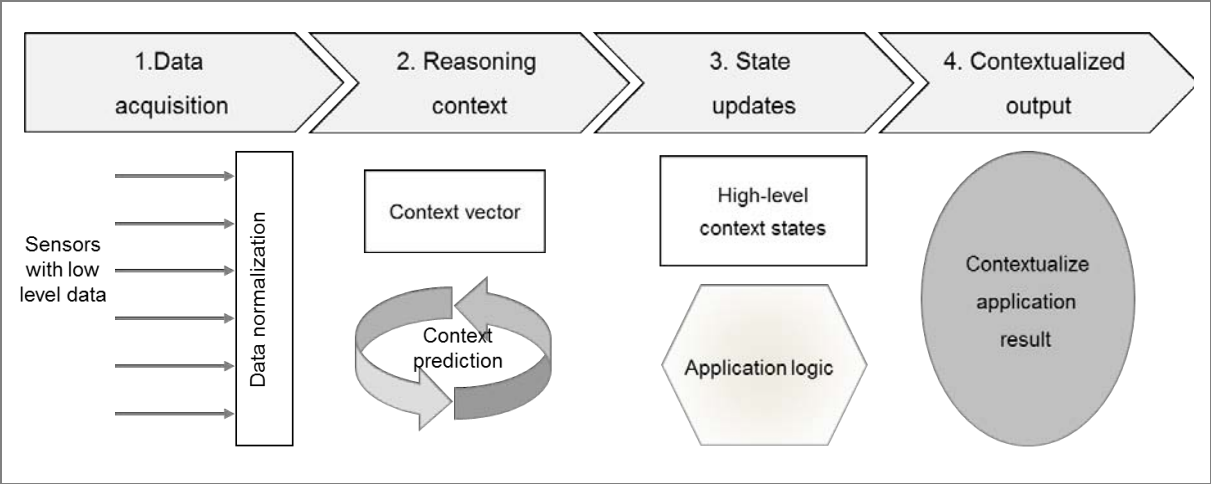 1.Data
acquisition
2. Reasoning
context
3. State
updates
4. Contextualized
output
Sensors
with low
level data
Data normalization
Context vector
Context
prediction
High-level
context states
Application logic
Contextualize
application
result